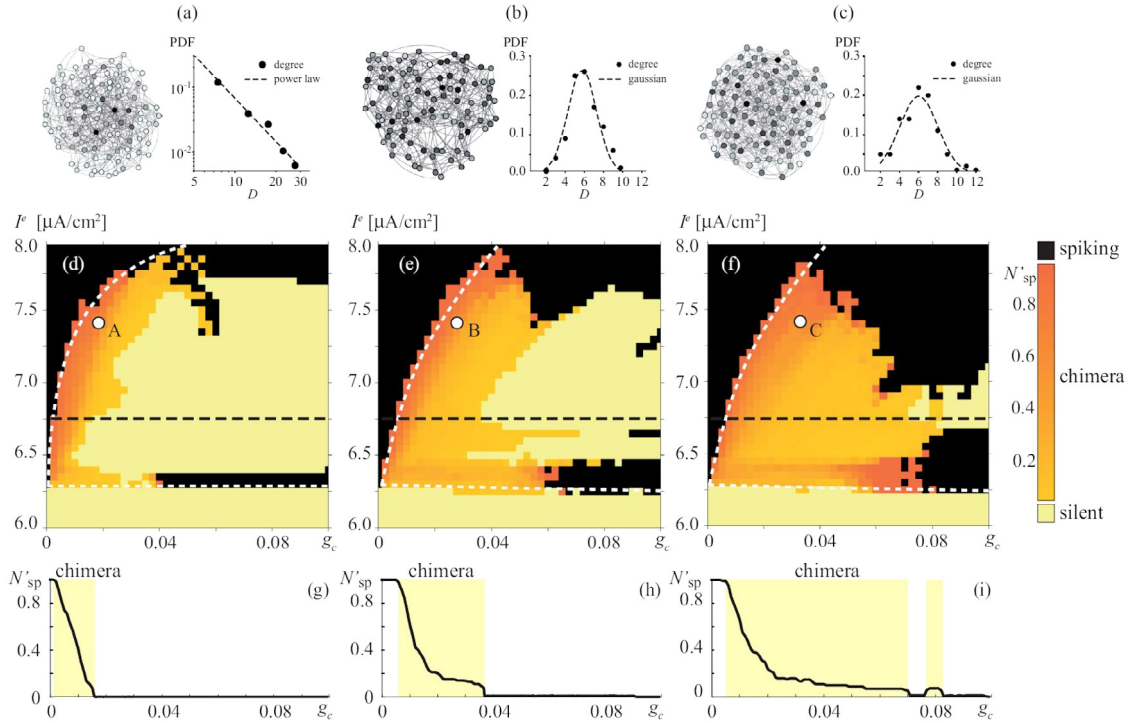 (a)
(b)
(c)
PDF
10⁻¹
10⁻²
5
10
20
30
D
degree
power law
PDF
0.3
0.2
0.1
0.0
2
4
6
8
10
12
D
degree
gaussian
PDF
0.3
0.2
0.1
0.0
2
4
6
8
10
12
D
degree
gaussian
Iᵉ [μA/cm²]
8.0
7.5
7.0
6.5
6.0
0
0.04
0.08
g_c
(d)
A
Iᵉ [μA/cm²]
8.0
7.5
7.0
6.5
6.0
0
0.04
0.08
g_c
(e)
B
Iᵉ [μA/cm²]
8.0
7.5
7.0
6.5
6.0
0
0.04
0.08
g_c
(f)
C
spiking
N'sp
0.8
0.6
0.4
0.2
chimera
silent
chimera
N'sp
0.8
0.4
0
0
0.04
0.08
g_c
(g)
chimera
N'sp
0.8
0.4
0
0
0.04
0.08
g_c
(h)
chimera
N'sp
0.8
0.4
0
0
0.04
0.08
g_c
(i)